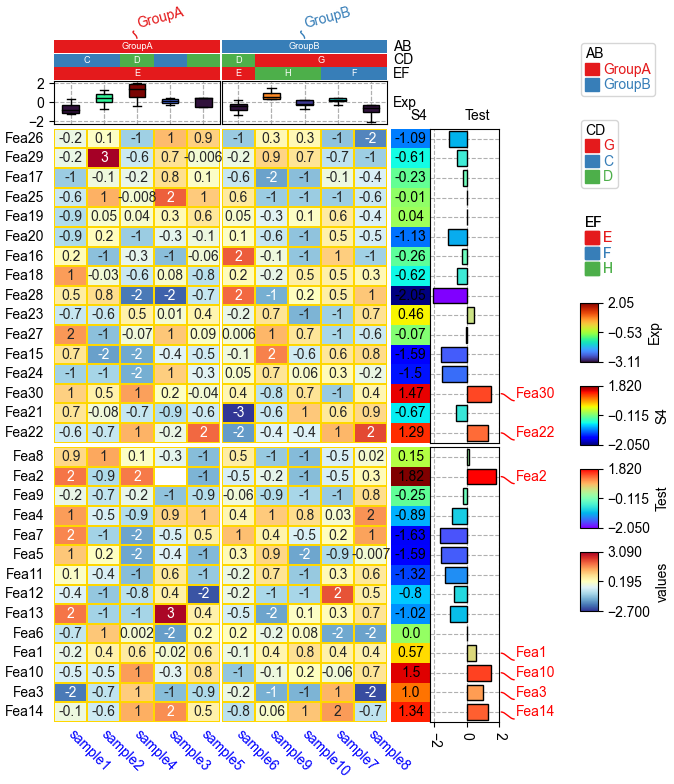 GroupA GroupB
GroupA GroupB AB
C D D G CD
E E H F EF
2
0
−2
Exp
S4 Test
Fea26 -0.2 0.1 -1 1 0.9 -0.2 0.3 0.3 -1 -2 -1.09
Fea29 -0.2 3 -0.6 0.7 -0.006 -0.2 0.9 0.7 -0.7 -1 -0.61
Fea17 -1 -0.1 -0.2 0.8 0.1 -0.6 -2 -1 -0.1 -0.4 -0.23
Fea25 -0.6 1 -0.008 2 1 0.6 -1 -1 -1 -0.6 -0.01
Fea19 -0.9 0.05 0.04 0.3 0.6 0.05 -0.3 0.1 0.6 -0.4 0.04
Fea20 -0.9 0.2 -1 -0.3 -0.1 0.1 -0.6 -1 0.5 -0.5 -1.13
Fea16 0.2 -1 -0.3 -1 -0.06 2 -0.1 -1 1 -1 -0.26
Fea18 1 -0.03 -0.6 0.08 -0.8 0.2 -0.2 0.5 0.5 0.3 -0.62
Fea28 0.5 0.8 -2 -2 -0.7 2 -1 0.2 0.5 1 -2.05
Fea23 -0.7 -0.6 0.5 0.01 0.4 -0.2 0.7 -1 -1 0.7 0.46
Fea27 2 -1 -0.07 1 0.09 0.006 1 0.7 -1 -0.6 -0.07
Fea15 0.7 -2 -2 -0.4 -0.5 -0.1 2 -0.6 0.6 0.8 -1.59
Fea24 -1 -1 -2 1 -0.3 0.05 0.7 0.06 0.3 -0.2 -1.5
Fea30 1 0.5 1 0.2 -0.04 0.4 -0.8 0.7 -1 0.4 1.47 Fea30
Fea21 0.7 -0.08 -0.7 -0.9 -0.6 -3 -0.6 1 0.6 0.9 -0.67
Fea22 -0.6 -0.7 1 -0.2 2 -2 -0.4 -0.4 1 2 1.29 Fea22
Fea8 0.9 1 0.1 -0.3 -1 0.5 -1 -1 -0.5 0.02 0.15
Fea2 2 -0.9 2 -1 -0.5 -0.2 -1 -0.5 0.3 1.82 Fea2
Fea9 -0.2 -0.7 -0.2 -1 -0.9 -0.06 -0.9 -1 -1 0.8 -0.25
Fea4 1 -0.5 -0.9 0.9 1 0.4 1 0.8 0.03 2 -0.89
Fea7 2 -1 -2 -0.5 -1 1 0.4 -0.5 0.2 1 -1.63
Fea5 1 0.2 -2 -0.4 -1 0.3 0.9 -2 -0.9 -0.007 -1.59
Fea11 0.1 -0.4 -1 0.6 -1 -0.2 0.7 -1 0.3 0.6 -1.32
Fea12 -0.4 -1 -0.8 0.4 -2 -0.2 -1 -1 2 0.5 -0.8
Fea13 2 -1 -1 3 0.4 -0.5 -2 0.1 0.3 0.7 -1.02
Fea6 -0.7 1 0.002 -2 0.2 0.2 -0.2 0.08 -2 -2 0.0
Fea1 -0.2 0.4 0.6 -0.02 0.6 -0.1 0.4 0.8 0.4 0.4 0.57 Fea1
Fea10 -0.5 -0.5 1 -0.3 0.8 -1 -0.1 0.2 -0.06 0.7 1.5 Fea10
Fea3 -2 -0.7 1 -1 -0.9 -0.2 -1 -1 1 -2 1.0 Fea3
Fea14 -0.1 -0.6 1 2 0.5 -0.8 0.06 1 2 -0.7 1.34 Fea14
sample1 sample2 sample4 sample3 sample5 sample6 sample9 sample10 sample7 sample8 −2 0 2
AB
GroupA
GroupB
CD
G
C
D
EF
E
F
H
2.05
−0.53
−3.11
Exp
1.820
−0.115
−2.050
S4
1.820
−0.115
−2.050
Test
3.090
0.195
−2.700
values